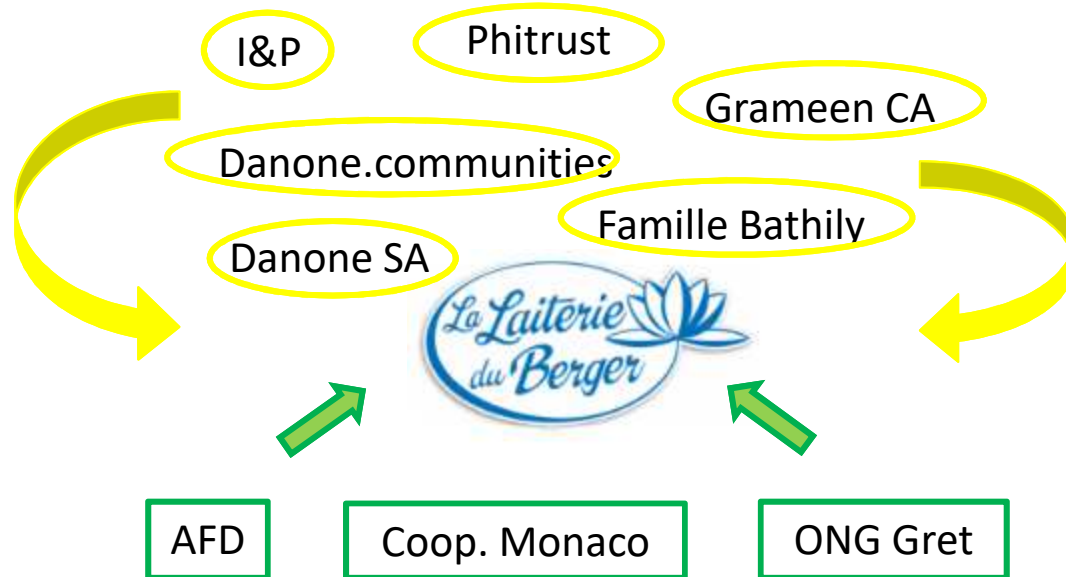 I&P
Phitrust
Grameen CA
Danone.communities
Famille Bathily
Danone SA
La Laiterie
du Berger
AFD
Coop. Monaco
ONG Gret